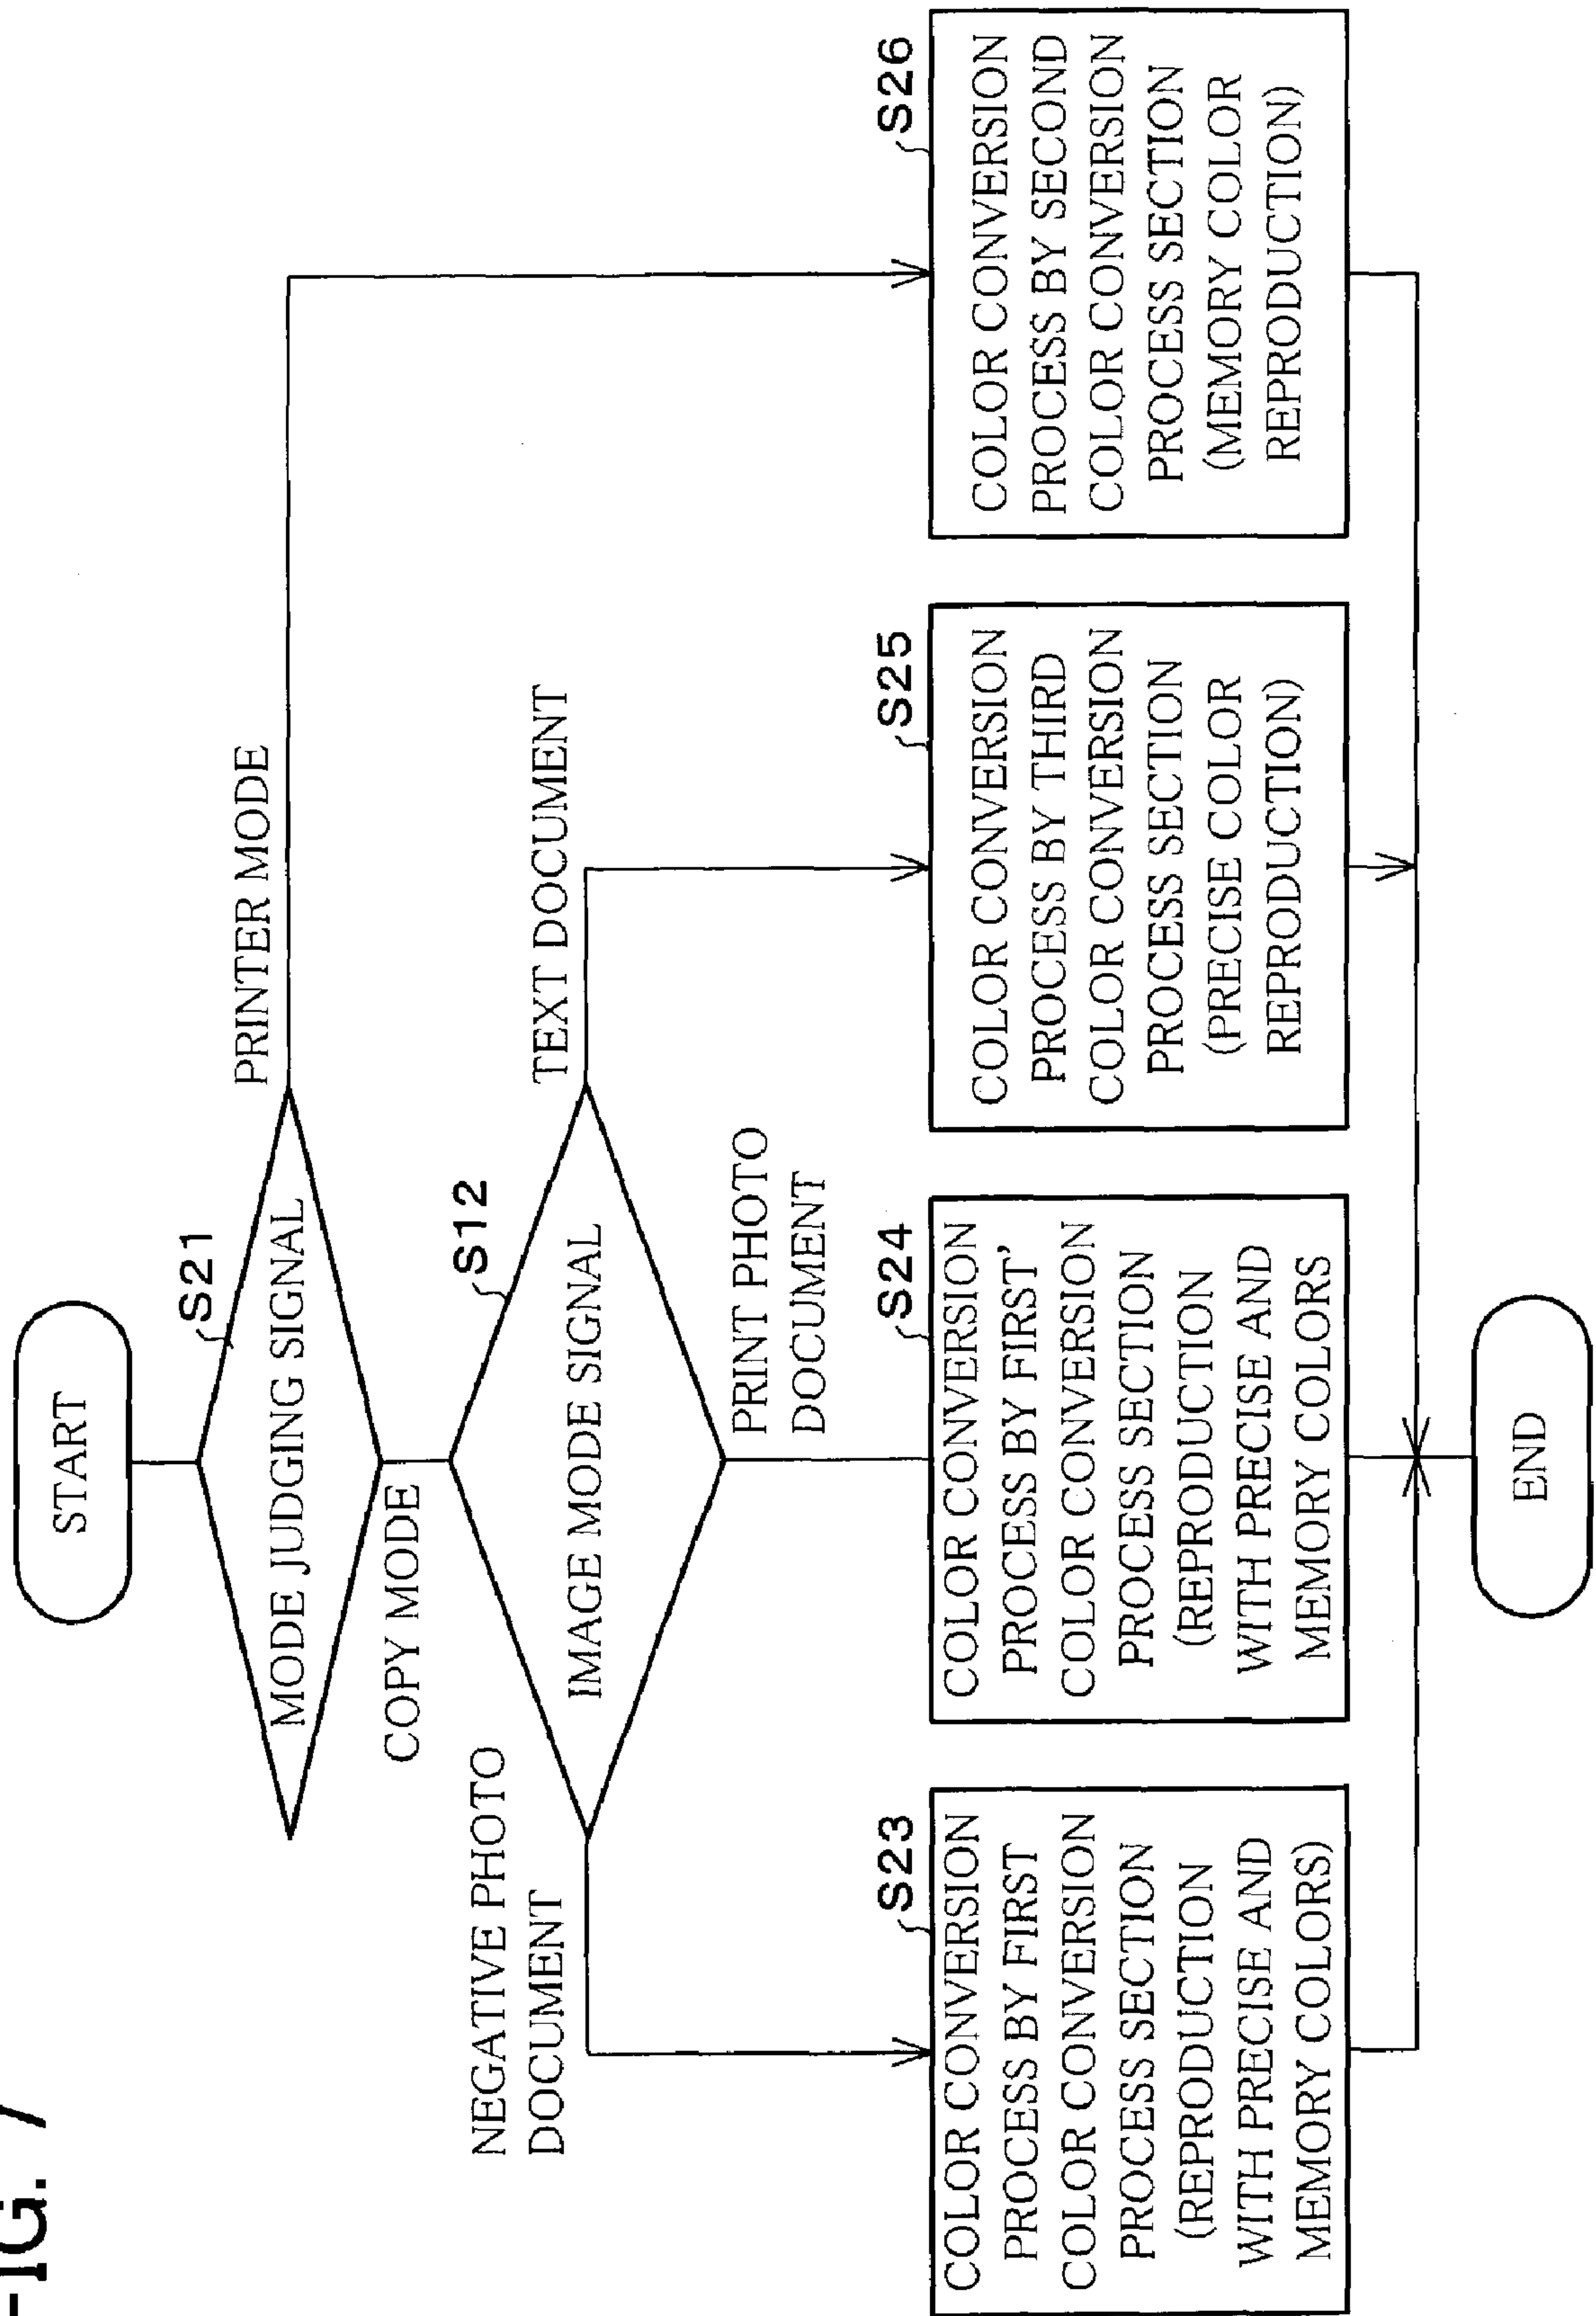 FIG. 7
START
S21
MODE JUDGING SIGNAL
PRINTER MODE
COPY MODE
S12
IMAGE MODE SIGNAL
NEGATIVE PHOTO
DOCUMENT
TEXT DOCUMENT
PRINT PHOTO
DOCUMENT
S23
COLOR CONVERSION
PROCESS BY FIRST
COLOR CONVERSION
PROCESS SECTION
(REPRODUCTION
WITH PRECISE AND
MEMORY COLORS)
S24
COLOR CONVERSION
PROCESS BY FIRST'
COLOR CONVERSION
PROCESS SECTION
(REPRODUCTION
WITH PRECISE AND
MEMORY COLORS
S25
COLOR CONVERSION
PROCESS BY THIRD
COLOR CONVERSION
PROCESS SECTION
(PRECISE COLOR
REPRODUCTION)
S26
COLOR CONVERSION
PROCESS BY SECOND
COLOR CONVERSION
PROCESS SECTION
(MEMORY COLOR
REPRODUCTION)
END